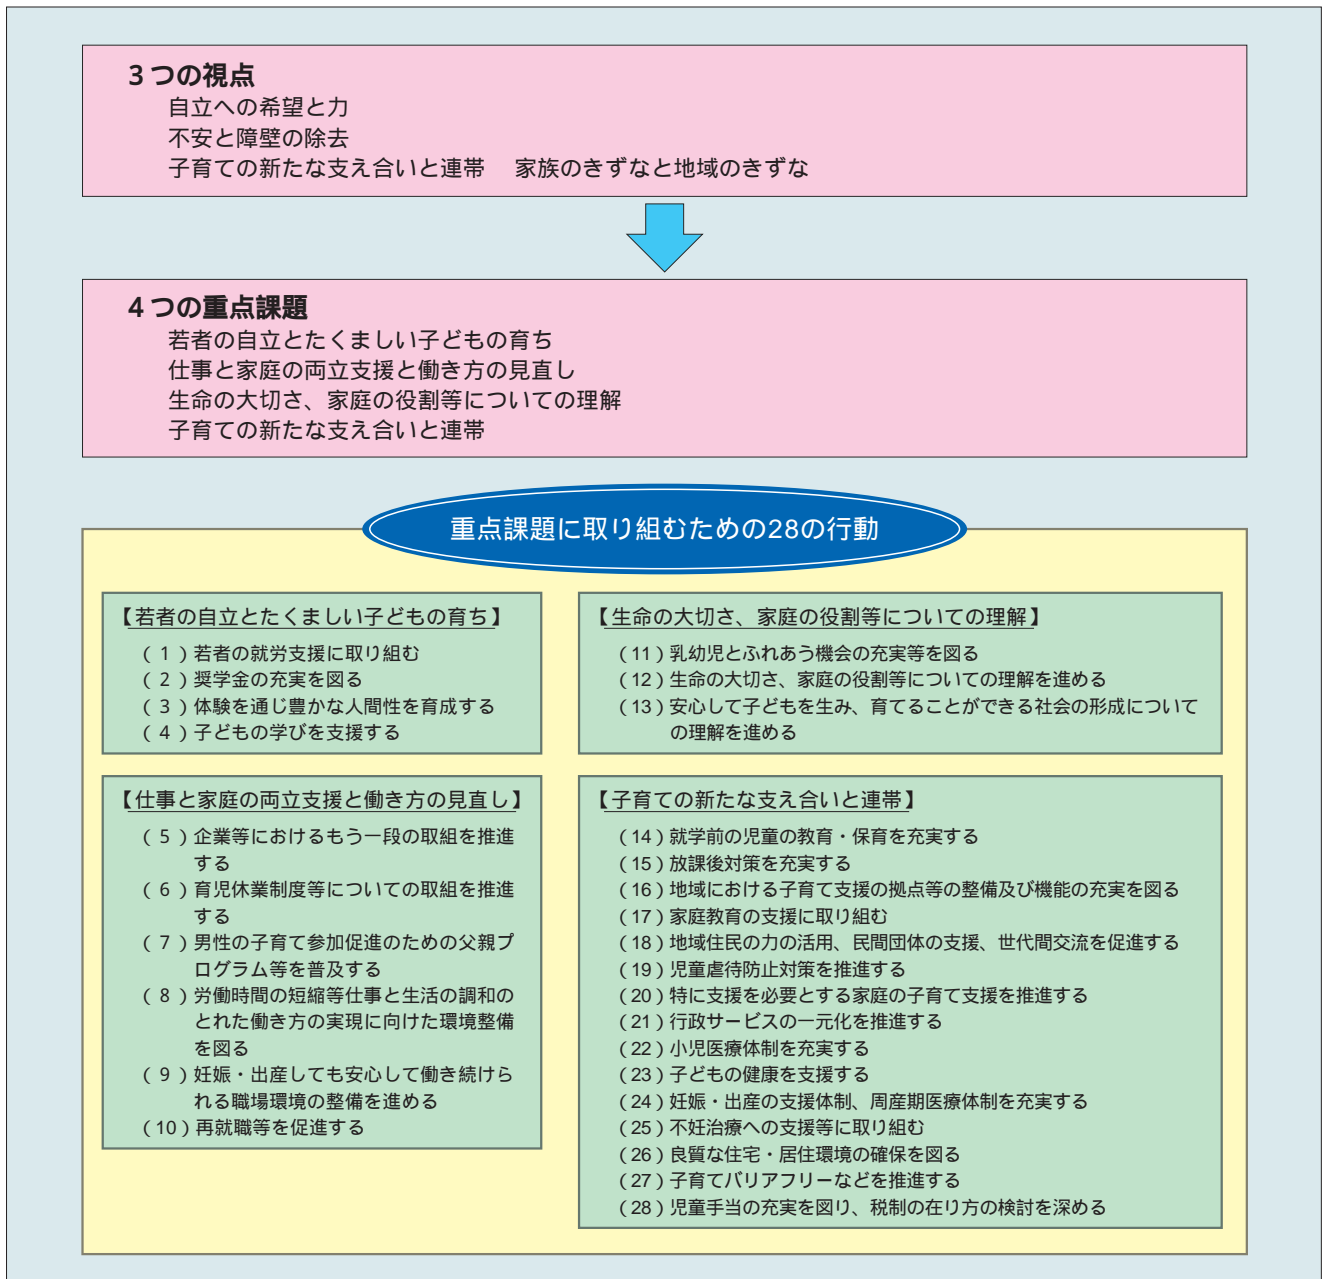 3つの視点
自立への希望と力
不安と障壁の除去
子育ての新たな支え合いと連帯　家族のきずなと地域のきずな
4つの重点課題
若者の自立とたくましい子どもの育ち
仕事と家庭の両立支援と働き方の見直し
生命の大切さ、家庭の役割等についての理解
子育ての新たな支え合いと連帯
重点課題に取り組むための28の行動
【若者の自立とたくましい子どもの育ち】
（1）若者の就労支援に取り組む
（2）奨学金の充実を図る
（3）体験を通じ豊かな人間性を育成する
（4）子どもの学びを支援する
【仕事と家庭の両立支援と働き方の見直し】
（5）企業等におけるもう一段の取組を推進
する
（6）育児休業制度等についての取組を推進
する
（7）男性の子育て参加促進のための父親プ
ログラム等を普及する
（8）労働時間の短縮等仕事と生活の調和の
とれた働き方の実現に向けた環境整備
を図る
（9）妊娠・出産しても安心して働き続けら
れる職場環境の整備を進める
（10）再就職等を促進する
【生命の大切さ、家庭の役割等についての理解】
（11）乳幼児とふれあう機会の充実等を図る
（12）生命の大切さ、家庭の役割等についての理解を進める
（13）安心して子どもを生み、育てることができる社会の形成について
の理解を進める
【子育ての新たな支え合いと連帯】
（14）就学前の児童の教育・保育を充実する
（15）放課後対策を充実する
（16）地域における子育て支援の拠点等の整備及び機能の充実を図る
（17）家庭教育の支援に取り組む
（18）地域住民の力の活用、民間団体の支援、世代間交流を促進する
（19）児童虐待防止対策を推進する
（20）特に支援を必要とする家庭の子育て支援を推進する
（21）行政サービスの一元化を推進する
（22）小児医療体制を充実する
（23）子どもの健康を支援する
（24）妊娠・出産の支援体制、周産期医療体制を充実する
（25）不妊治療への支援等に取り組む
（26）良質な住宅・居住環境の確保を図る
（27）子育てバリアフリーなどを推進する
（28）児童手当の充実を図り、税制の在り方の検討を深める